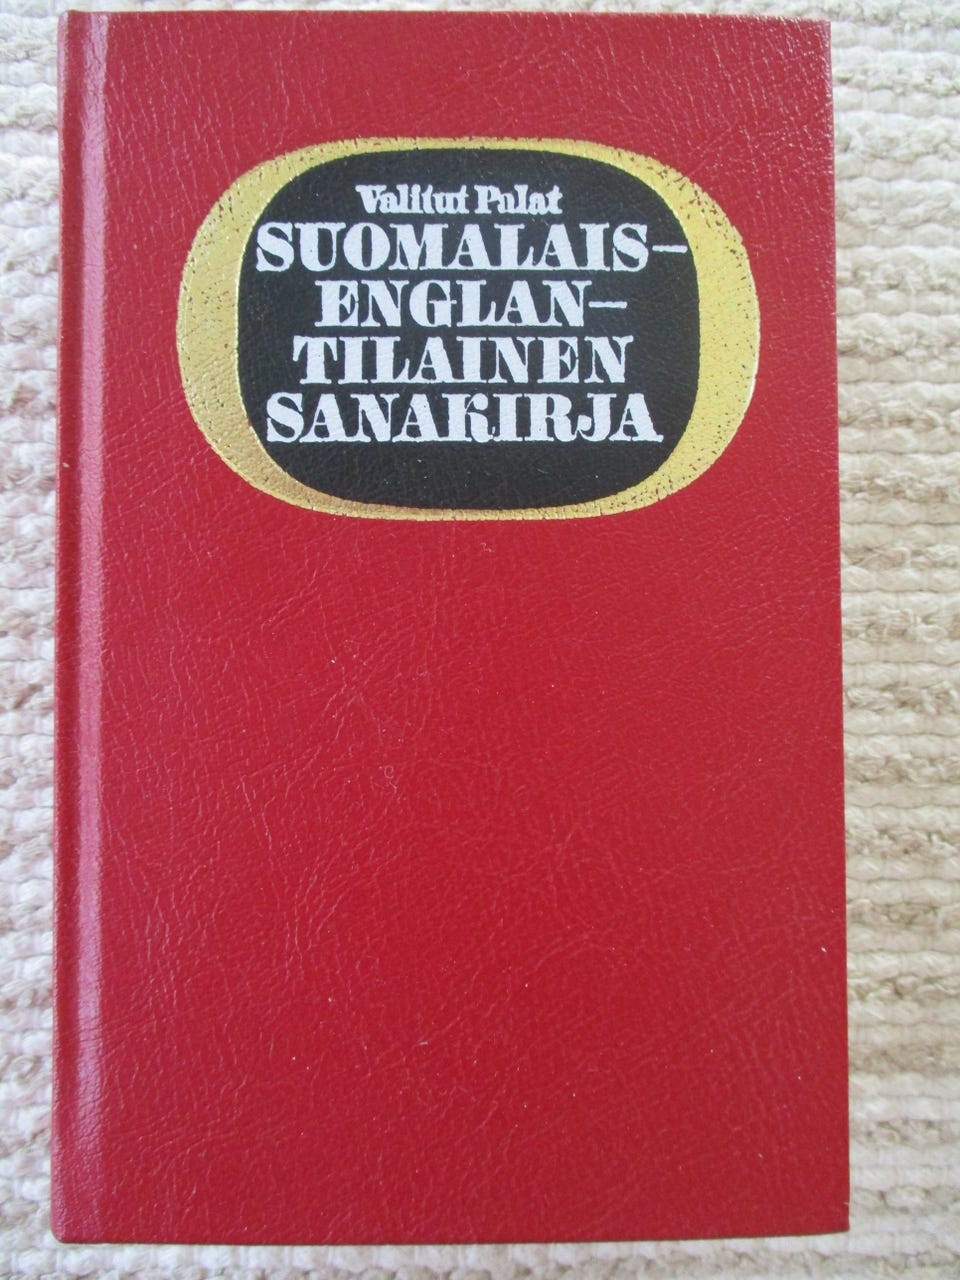 Valitut Palat
SUOMALAIS-
ENGLAN-
TILAINEN
SANAKIRJA